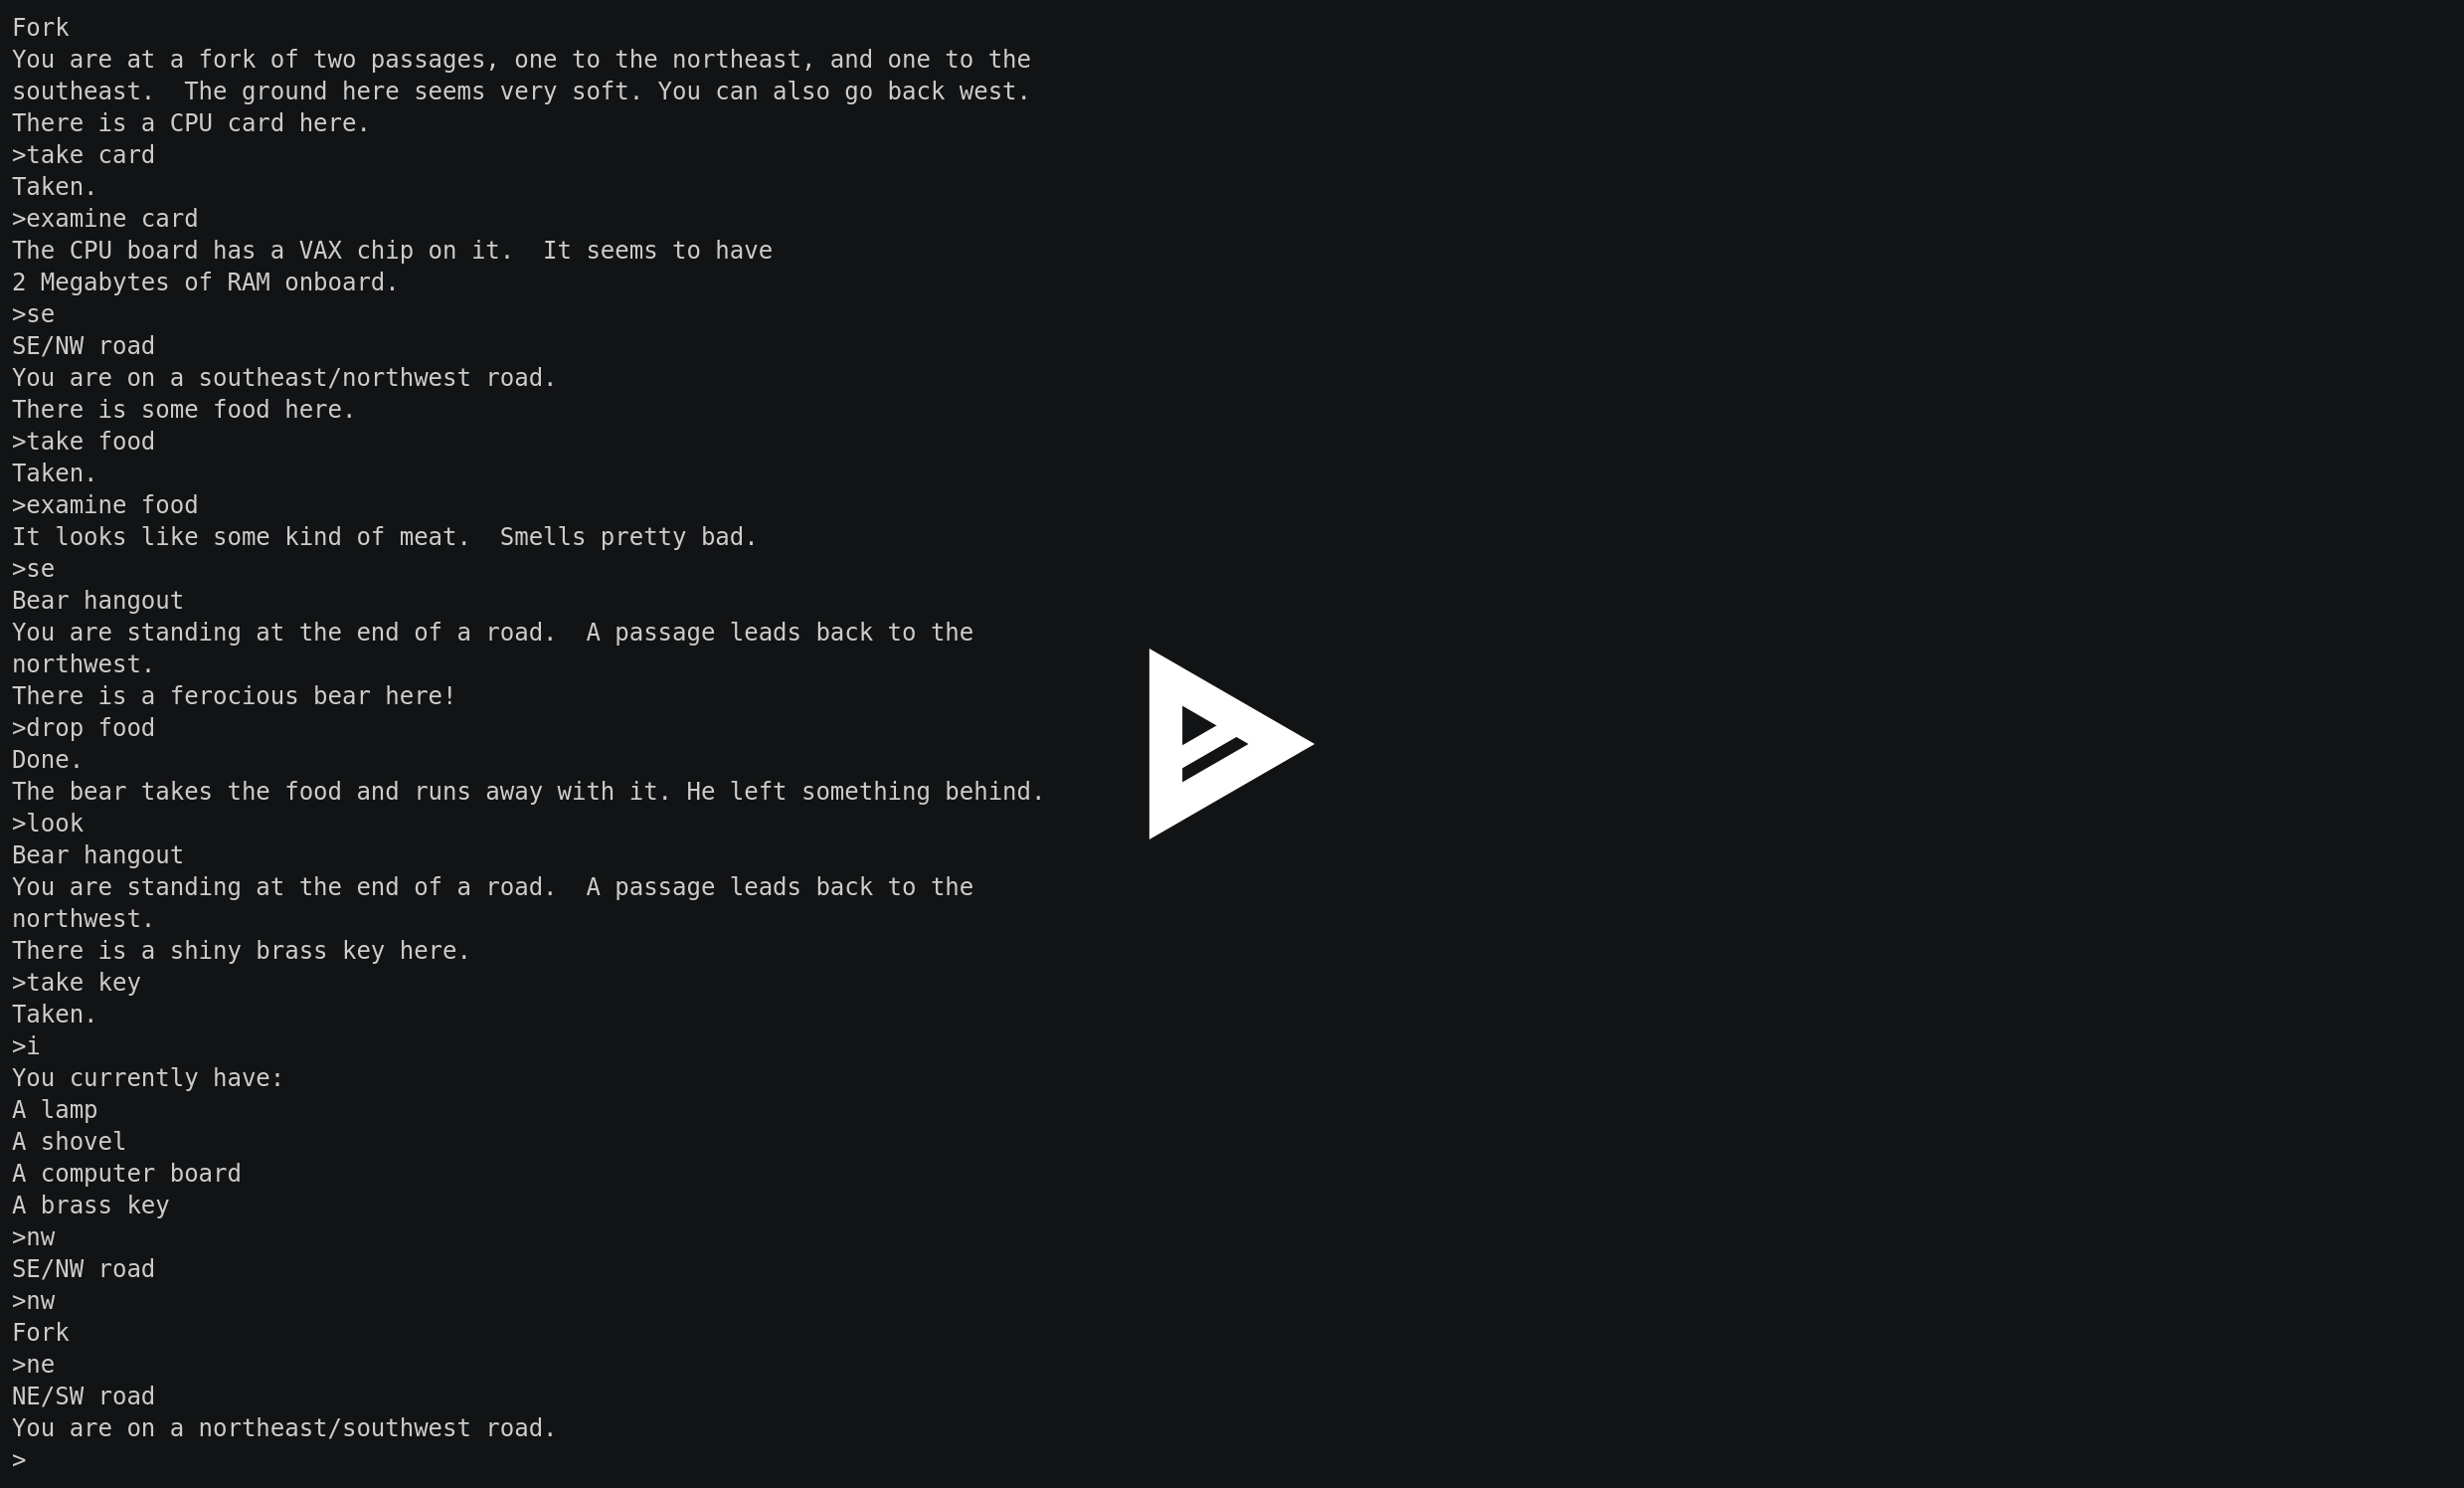 Fork
You are at a fork of two passages, one to the northeast, and one to the
southeast.  The ground here seems very soft. You can also go back west.
There is a CPU card here.
>take card
Taken.
>examine card
The CPU board has a VAX chip on it.  It seems to have
2 Megabytes of RAM onboard.
>se
SE/NW road
You are on a southeast/northwest road.
There is some food here.
>take food
Taken.
>examine food
It looks like some kind of meat.  Smells pretty bad.
>se
Bear hangout
You are standing at the end of a road.  A passage leads back to the
northwest.
There is a ferocious bear here!
>drop food
Done.
The bear takes the food and runs away with it. He left something behind.
>look
Bear hangout
You are standing at the end of a road.  A passage leads back to the
northwest.
There is a shiny brass key here.
>take key
Taken.
>i
You currently have:
A lamp
A shovel
A computer board
A brass key
>nw
SE/NW road
>nw
Fork
>ne
NE/SW road
You are on a northeast/southwest road.
>